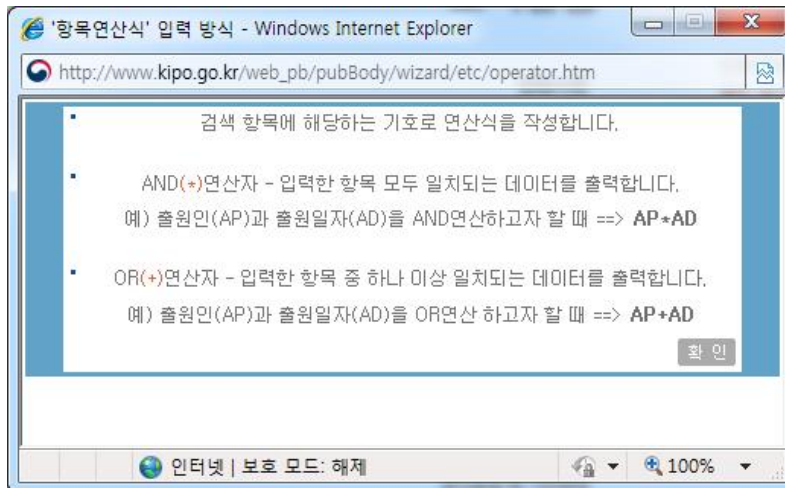 '항목연산식' 입력 방식 - Windows Internet Explorer
http://www.kipo.go.kr/web_pb/pubBody/wizard/etc/operator.htm
▪ 검색 항목에 해당하는 기호로 연산식을 작성합니다.
▪ AND(*)연산자 - 입력한 항목 모두 일치되는 데이터를 출력합니다.
예) 출원인(AP)과 출원일자(AD)을 AND연산하고자 할 때 ==> AP*AD
▪ OR(+)연산자 - 입력한 항목 중 하나 이상 일치되는 데이터를 출력합니다.
예) 출원인(AP)과 출원일자(AD)을 OR연산 하고자 할 때 ==> AP+AD
확 인
인터넷 | 보호 모드: 해제 100%